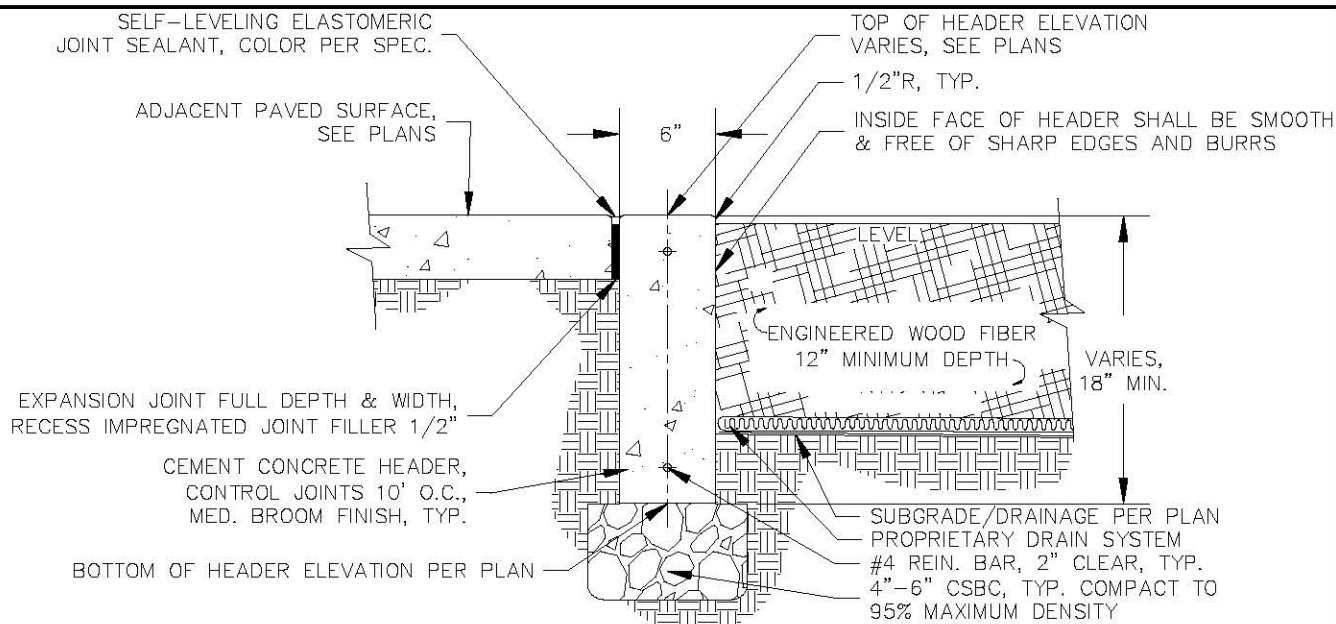 SELF-LEVELING ELASTOMERIC
JOINT SEALANT, COLOR PER SPEC.
TOP OF HEADER ELEVATION
VARIES, SEE PLANS
1/2"R, TYP.
ADJACENT PAVED SURFACE,
SEE PLANS
6"
INSIDE FACE OF HEADER SHALL BE SMOOTH
& FREE OF SHARP EDGES AND BURRS
LEVEL
ENGINEERED WOOD FIBER
12" MINIMUM DEPTH
VARIES,
18" MIN.
EXPANSION JOINT FULL DEPTH & WIDTH,
RECESS IMPREGNATED JOINT FILLER 1/2"
CEMENT CONCRETE HEADER,
CONTROL JOINTS 10' O.C.,
MED. BROOM FINISH, TYP.
BOTTOM OF HEADER ELEVATION PER PLAN
SUBGRADE/DRAINAGE PER PLAN
PROPRIETARY DRAIN SYSTEM
#4 REIN. BAR, 2" CLEAR, TYP.
4"-6" CSBC, TYP. COMPACT TO
95% MAXIMUM DENSITY